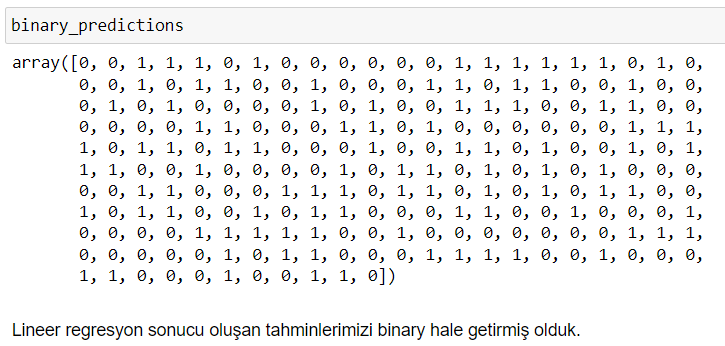 binary_predictions
array([0, 0, 1, 1, 1, 0, 1, 0, 0, 0, 0, 0, 0, 1, 1, 1, 1, 1, 1, 0, 1, 0,
0, 0, 1, 0, 1, 1, 0, 0, 1, 0, 0, 0, 1, 1, 0, 1, 1, 0, 0, 1, 0, 0,
0, 1, 0, 1, 0, 0, 0, 0, 1, 0, 1, 0, 0, 1, 1, 1, 0, 0, 1, 1, 0, 0,
0, 0, 0, 0, 1, 1, 0, 0, 0, 1, 1, 0, 1, 0, 0, 0, 0, 0, 0, 1, 1, 1,
1, 0, 1, 1, 0, 1, 1, 0, 0, 0, 1, 0, 0, 1, 1, 0, 1, 0, 0, 1, 0, 1,
1, 1, 0, 0, 1, 0, 0, 0, 0, 1, 0, 1, 1, 0, 1, 0, 1, 0, 1, 0, 0, 0,
0, 0, 1, 1, 0, 0, 0, 1, 1, 1, 0, 1, 1, 0, 1, 0, 1, 0, 1, 1, 0, 0,
1, 0, 1, 1, 0, 0, 1, 0, 1, 1, 0, 0, 0, 1, 1, 0, 0, 1, 0, 0, 0, 1,
0, 0, 0, 0, 1, 1, 1, 1, 1, 0, 0, 1, 0, 0, 0, 0, 0, 0, 0, 1, 1, 1,
0, 0, 0, 0, 0, 1, 0, 1, 1, 0, 0, 0, 1, 1, 1, 1, 0, 0, 1, 0, 0, 0,
1, 1, 0, 0, 0, 1, 0, 0, 1, 1, 0])
Lineer regresyon sonucu oluşan tahminlerimizi binary hale getirmiş olduk.